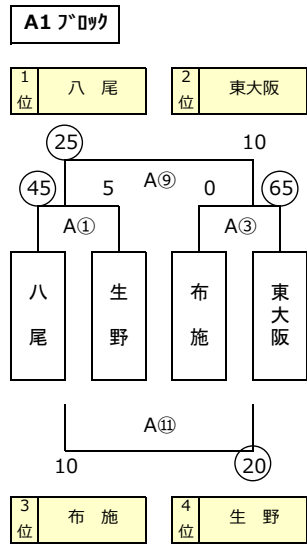 A1 ブロック
1位 八 尾 2位 東大阪
25 10
A⑨
45 5 0 65
A① A③
八尾 生野 布施 東大阪
A⑪
10 20
3位 布 施 4位 生 野